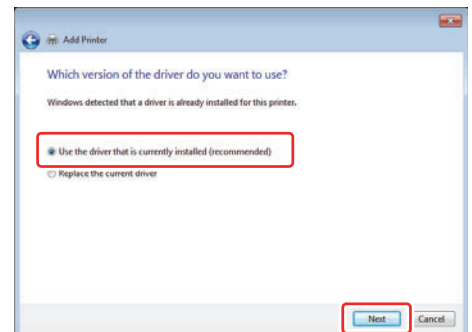 Add Printer
Which version of the driver do you want to use?
Windows detected that a driver is already installed for this printer.
Use the driver that is currently installed (recommended)
Replace the current driver
Next
Cancel